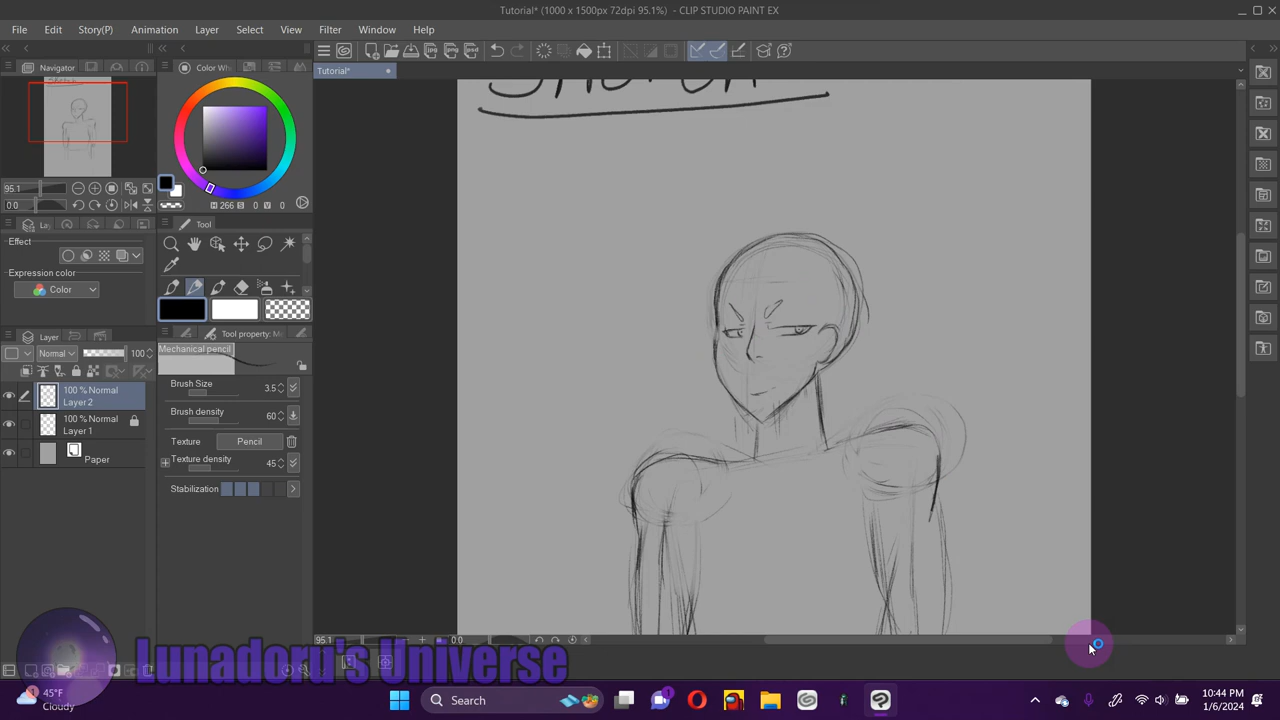 Tutorial* (1000 x 1500px 72dpi 95.1%) - CLIP STUDIO PAINT EX
File Edit Story(P) Animation Layer Select View Filter Window Help
Navigator
Color Wh
Tutorial*
95.1
0.0
H 266 S 0 V 0
Lay
Tool
Effect
Expression color
Color
Layer
Tool property: M
Normal 100
Mechanical pencil
100 % Normal
Layer 2
100 % Normal
Layer 1
Paper
Brush Size 3.5
Brush density 60
Texture Pencil
Texture density 45
Stabilization
95.1
0.0
Lunadorn's Universe
1
45°F
Cloudy
Search
1
10:44 PM
1/6/2024